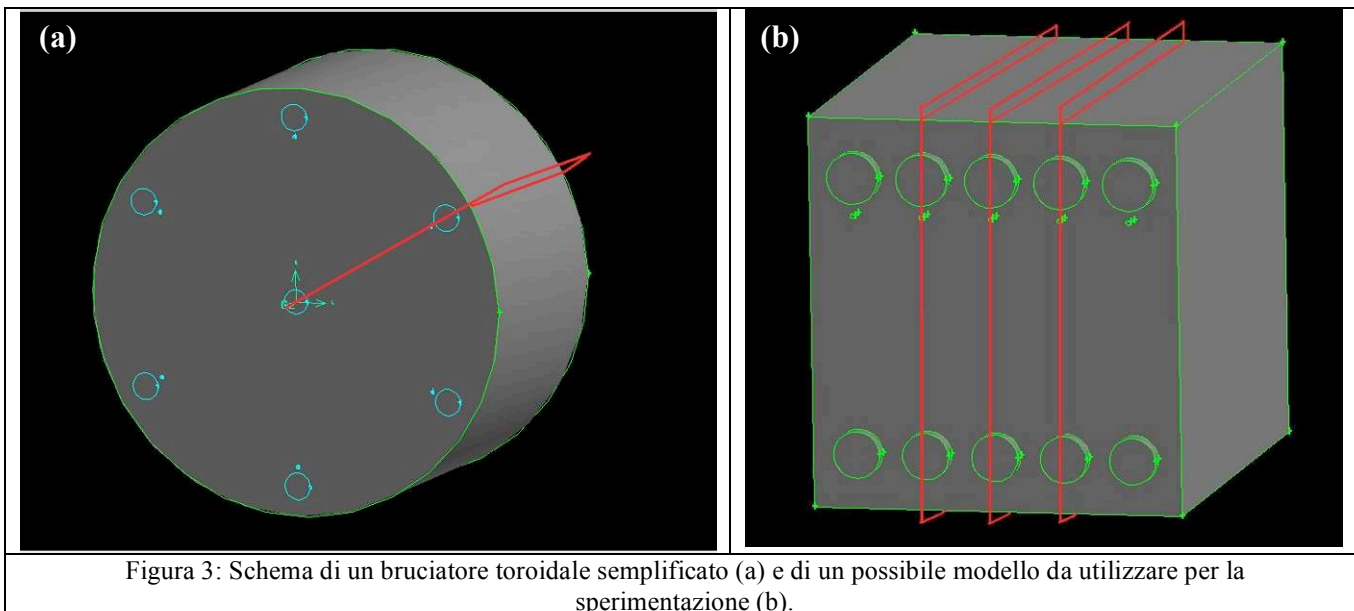 (a)
(b)
Figura 3: Schema di un bruciatore toroidale semplificato (a) e di un possibile modello da utilizzare per la
sperimentazione (b).